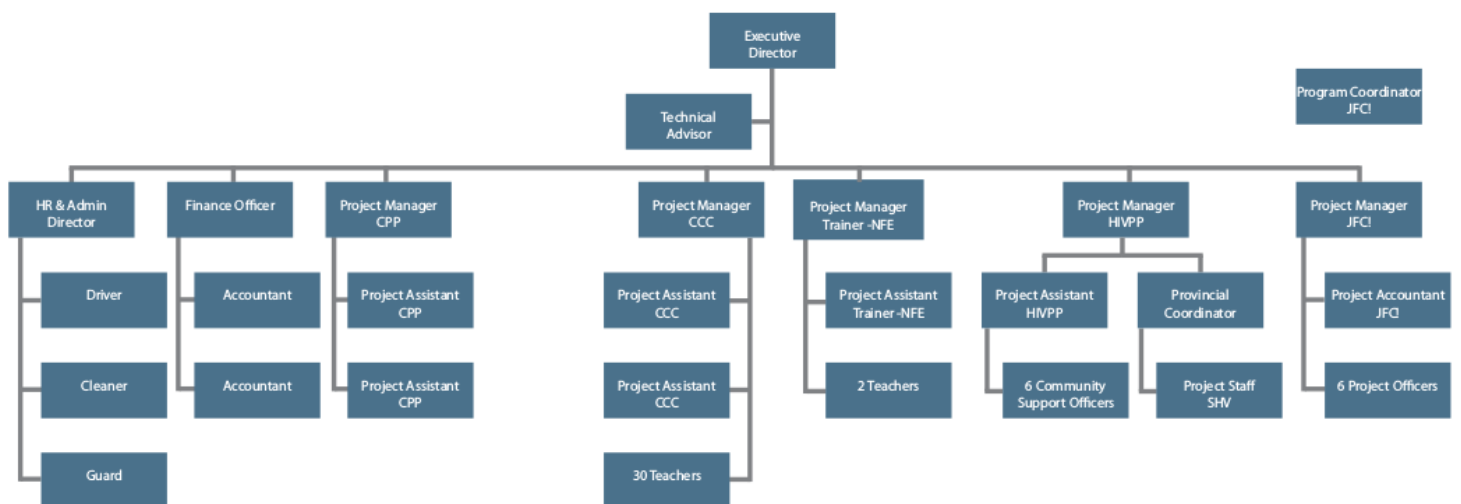 Executive
Director
Program Coordinator
JFC!
Technical
Advisor
HR & Admin
Director
Finance Officer
Project Manager
CPP
Project Manager
CCC
Project Manager
Trainer -NFE
Project Manager
HIVPP
Project Manager
JFC!
Driver
Accountant
Project Assistant
CPP
Project Assistant
CCC
Project Assistant
Trainer -NFE
Project Assistant
HIVPP
Provincial
Coordinator
Project Accountant
JFC!
Cleaner
Accountant
Project Assistant
CPP
Project Assistant
CCC
2 Teachers
6 Community
Support Officers
Project Staff
SHV
6 Project Officers
Guard
30 Teachers